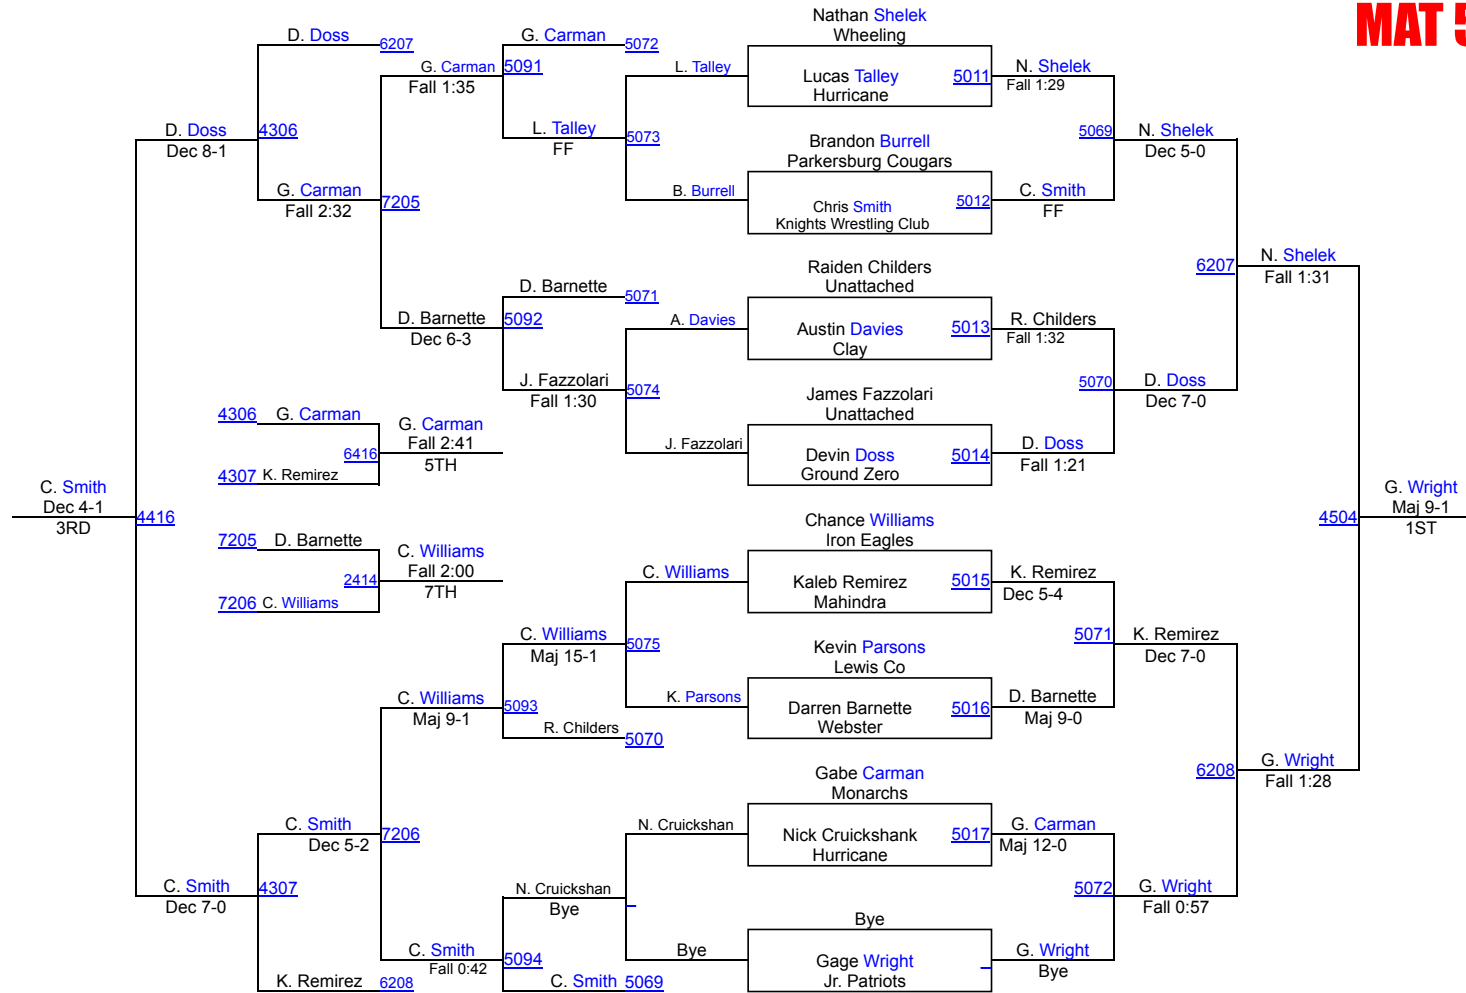 MAT 5
Nathan Shelek
Wheeling
Lucas Talley
Hurricane
5011
N. Shelek
Fall 1:29
Brandon Burrell
Parkersburg Cougars
Chris Smith
Knights Wrestling Club
5012
C. Smith
FF
Raiden Childers
Unattached
Austin Davies
Clay
5013
R. Childers
Fall 1:32
James Fazzolari
Unattached
Devin Doss
Ground Zero
5014
D. Doss
Fall 1:21
Chance Williams
Iron Eagles
Kaleb Remirez
Mahindra
5015
K. Remirez
Dec 5-4
Kevin Parsons
Lewis Co
Darren Barnette
Webster
5016
D. Barnette
Maj 9-0
Gabe Carman
Monarchs
Nick Cruickshank
Hurricane
5017
G. Carman
Maj 12-0
Bye
Gage Wright
Jr. Patriots
G. Wright
Bye
5069
N. Shelek
Dec 5-0
5070
D. Doss
Dec 7-0
5071
K. Remirez
Dec 7-0
5072
G. Wright
Fall 0:57
6207
N. Shelek
Fall 1:31
6208
G. Wright
Fall 1:28
4504
G. Wright
Maj 9-1
1ST
L. Talley
B. Burrell
5073
A. Davies
J. Fazzolari
5074
C. Williams
K. Parsons
5075
N. Cruickshan
Bye
G. Carman
5072
L. Talley
FF
5091
D. Barnette
5071
J. Fazzolari
Fall 1:30
5092
C. Williams
Maj 15-1
R. Childers
5070
5093
N. Cruickshan
Bye
C. Smith
5069
5094
G. Carman
Fall 1:35
D. Barnette
Dec 6-3
7205
C. Williams
Maj 9-1
C. Smith
Fall 0:42
7206
D. Doss
6207
G. Carman
Fall 2:32
4306
C. Smith
Dec 5-2
K. Remirez
6208
4307
D. Doss
Dec 8-1
C. Smith
Dec 7-0
4416
C. Smith
Dec 4-1
3RD
4306
G. Carman
4307
K. Remirez
6416
G. Carman
Fall 2:41
5TH
7205
D. Barnette
7206
C. Williams
2414
C. Williams
Fall 2:00
7TH